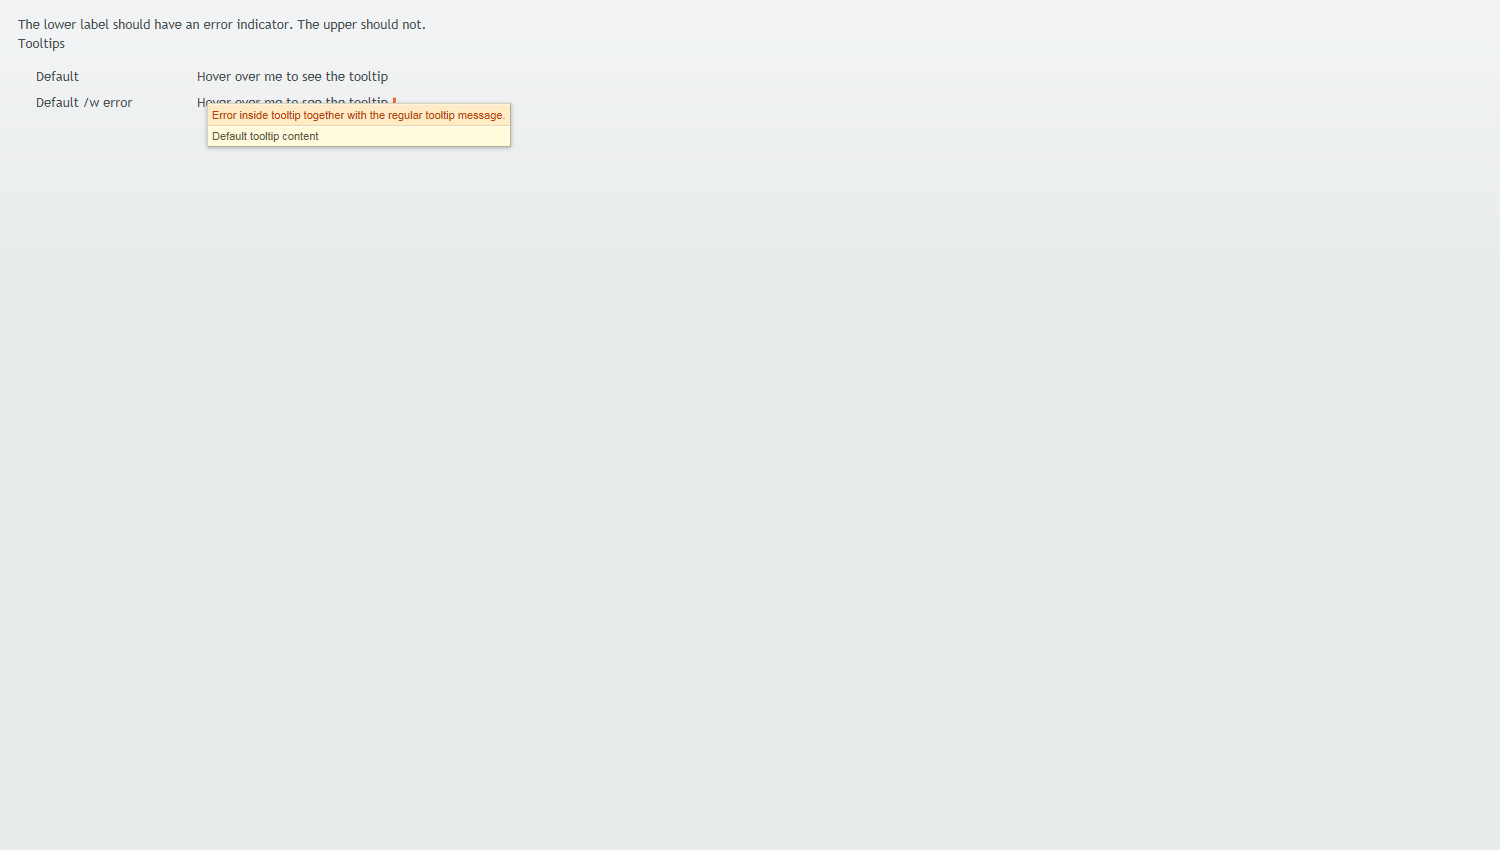 The lower label should have an error indicator. The upper should not.
Tooltips
Default Hover over me to see the tooltip
Default /w error Hover over me to see the tooltip
Error inside tooltip together with the regular tooltip message.
Default tooltip content